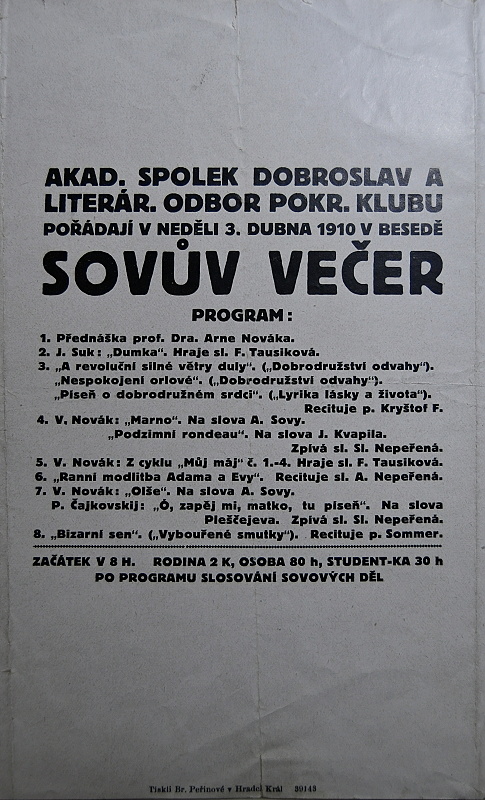 AKAD. SPOLEK DOBROSLAV A
LITERÁR. ODBOR POKR. KLUBU
POŘÁDAJÍ V NEDĚLI 3. DUBNA 1910 V BESEDĚ
SOVŮV VEČER
PROGRAM:
1. Přednáška prof. Dra. Arne Nováka.
2. J. Suk: „Dumka“. Hraje sl. F. Tausiková.
3. „A revoluční silné větry duly“. („Dobrodružství odvahy“).
„Nespokojení orlové“. („Dobrodružství odvahy“).
„Píseň o dobrodružném srdci“. („Lyrika lásky a života“).
Recituje p. Kryštof F.
4. V. Novák: „Marno“. Na slova A. Sovy.
„Podzimní rondeau“. Na slova J. Kvapila.
Zpívá sl. Sl. Nepeřená.
5. V. Novák: Z cyklu „Můj máj“ č. 1.-4. Hraje sl. F. Tausiková.
6. „Ranní modlitba Adama a Evy“. Recituje sl. A. Nepeřená.
7. V. Novák: „Olše“. Na slova A. Sovy.
P. Čajkovskij: „Ó, zapěj mi, matko, tu píseň“. Na slova
Pleščejeva. Zpívá sl. Sl. Nepeřená.
8. „Bizarní sen“. („Vybouřené smutky“). Recituje p. Sommer.
ZAČÁTEK V 8 H. RODINA 2 K, OSOBA 80 h, STUDENT-KA 30 h
PO PROGRAMU SLOSOVÁNÍ SOVOVÝCH DĚL
Tiskli Br. Peřinové v Hradci Král 39143